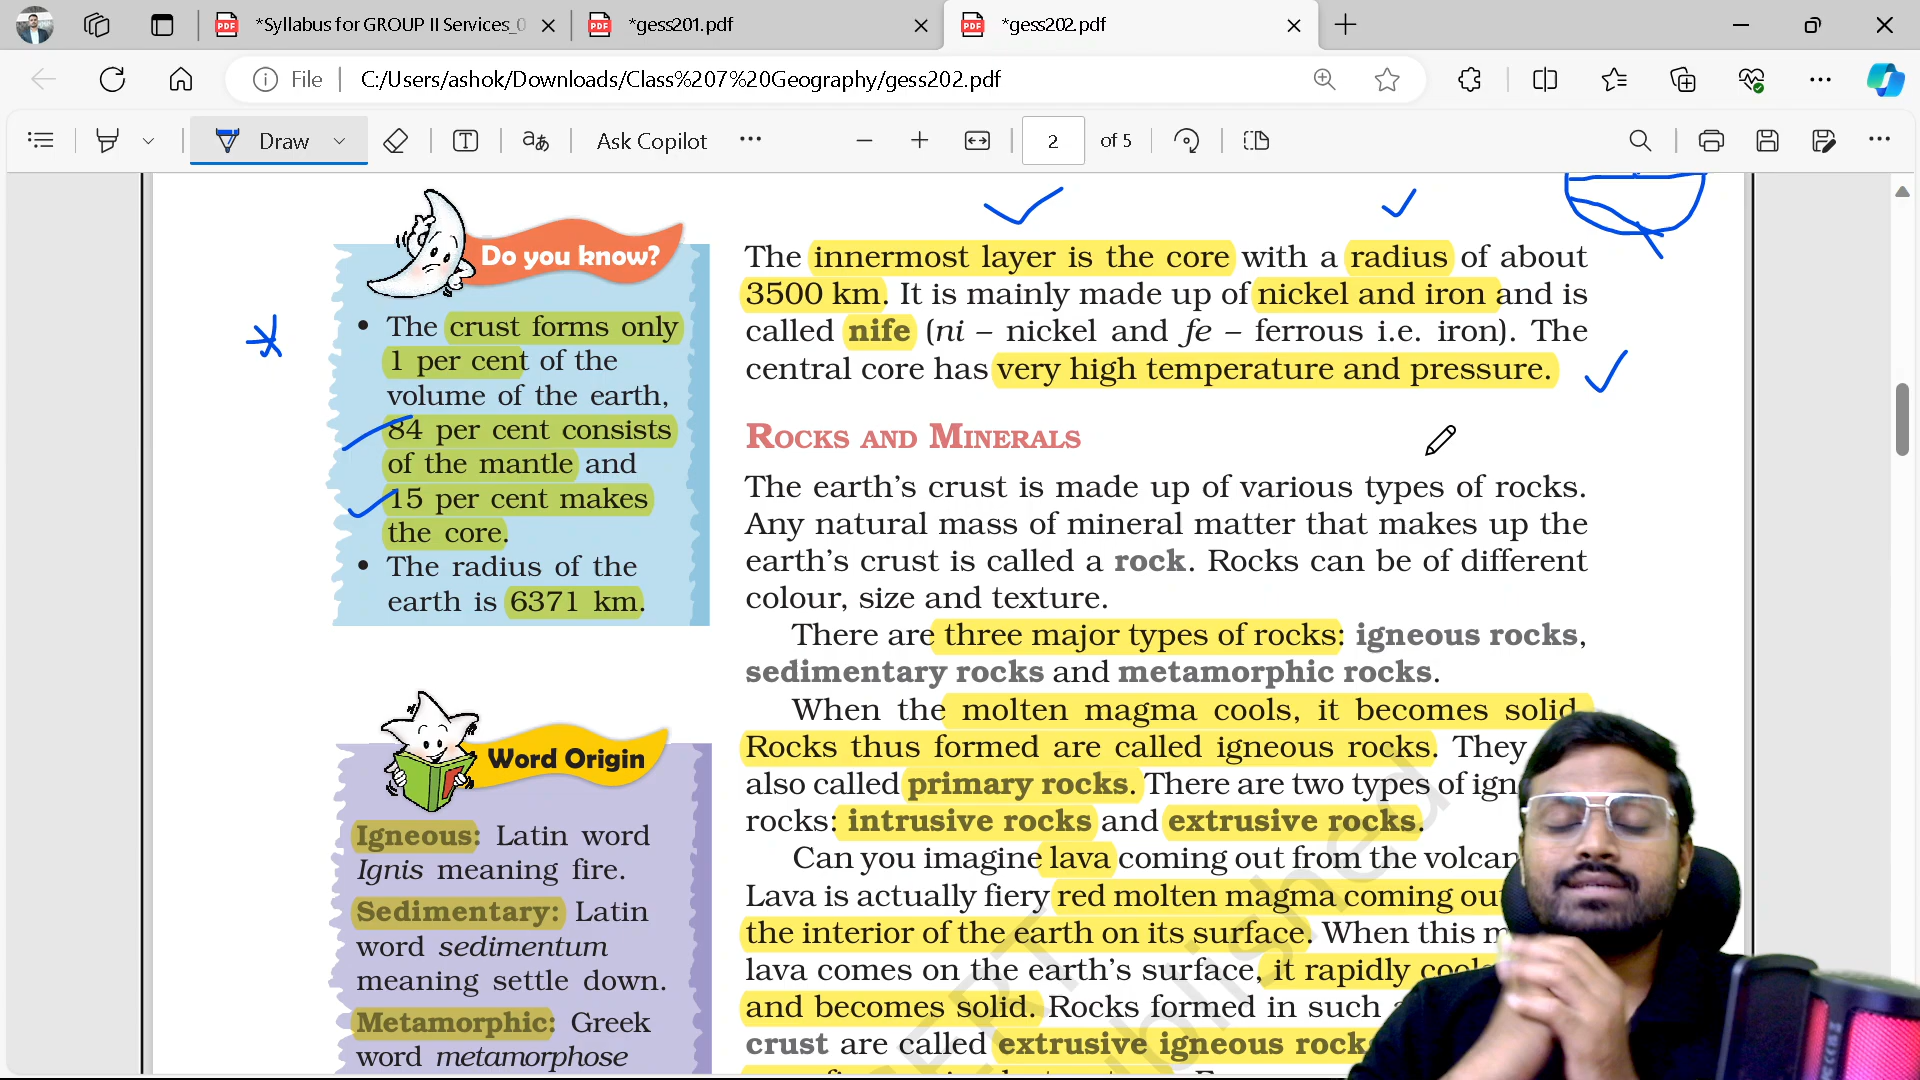 *Syllabus for GROUP II Services_0
*gess201.pdf
*gess202.pdf
File
C:/Users/ashok/Downloads/Class%207%20Geography/gess202.pdf
Draw
Ask Copilot
2 of 5
Do you know?
• The crust forms only
1 per cent of the
volume of the earth,
84 per cent consists
of the mantle and
15 per cent makes
the core.
• The radius of the
earth is 6371 km.
Word Origin
Igneous: Latin word
Ignis meaning fire.
Sedimentary: Latin
word sedimentum
meaning settle down.
Metamorphic: Greek
word metamorphose
The innermost layer is the core with a radius of about
3500 km. It is mainly made up of nickel and iron and is
called nife (ni – nickel and fe – ferrous i.e. iron). The
central core has very high temperature and pressure.
ROCKS AND MINERALS
The earth's crust is made up of various types of rocks.
Any natural mass of mineral matter that makes up the
earth's crust is called a rock. Rocks can be of different
colour, size and texture.
There are three major types of rocks: igneous rocks,
sedimentary rocks and metamorphic rocks.
When the molten magma cools, it becomes solid.
Rocks thus formed are called igneous rocks. They
also called primary rocks. There are two types of ign
rocks: intrusive rocks and extrusive rocks.
Can you imagine lava coming out from the volcan
Lava is actually fiery red molten magma coming ou
the interior of the earth on its surface. When this m
lava comes on the earth's surface, it rapidly cool
and becomes solid. Rocks formed in such a
crust are called extrusive igneous rock